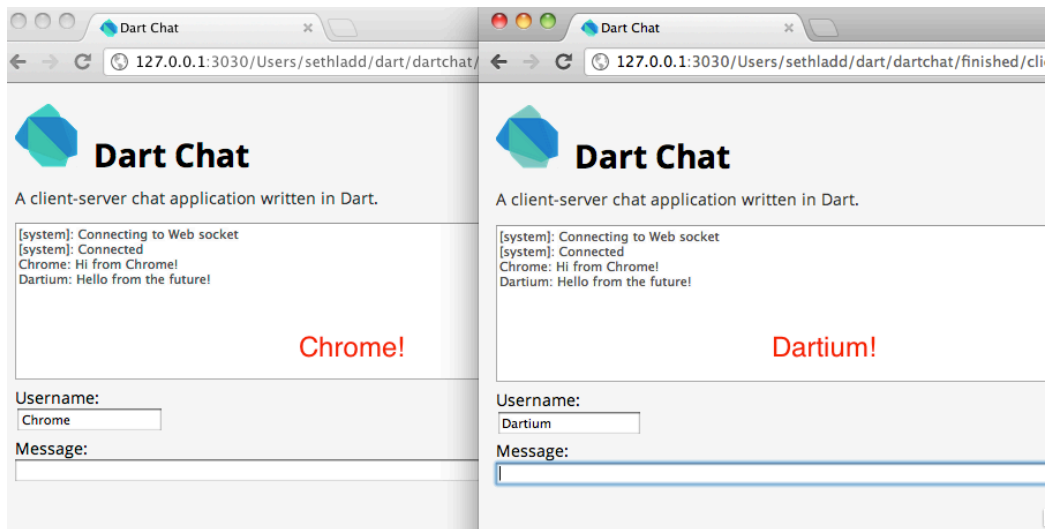 Dart Chat
127.0.0.1:3030/Users/sethladd/dart/dartchat/
Dart Chat
A client-server chat application written in Dart.
[system]: Connecting to Web socket
[system]: Connected
Chrome: Hi from Chrome!
Dartium: Hello from the future!
Chrome!
Username:
Chrome
Message:
Dart Chat
127.0.0.1:3030/Users/sethladd/dart/dartchat/finished/cli
Dart Chat
A client-server chat application written in Dart.
[system]: Connecting to Web socket
[system]: Connected
Chrome: Hi from Chrome!
Dartium: Hello from the future!
Dartium!
Username:
Dartium
Message: